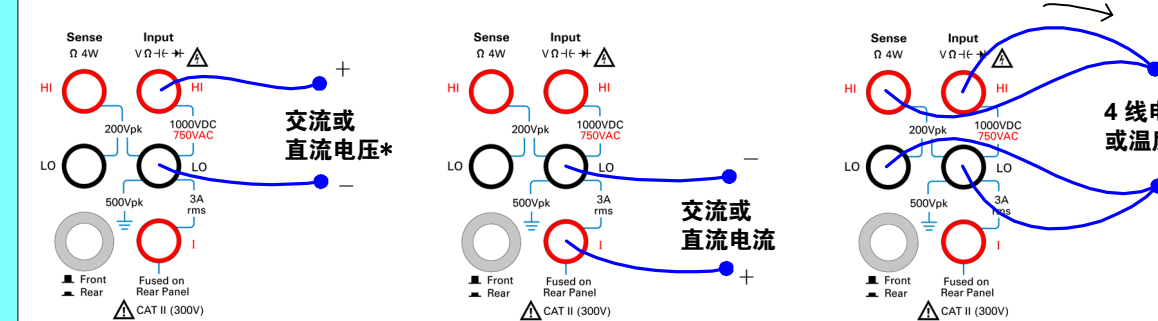 Sense
Input
Ω 4W
V Ω
HI
HI
+
200Vpk
1000VDC
750VAC
交流或
直流电压*
LO
LO
−
500Vpk
3A
rms
I
Front
Rear
Fused on
Rear Panel
CAT II (300V)
Sense
Input
Ω 4W
V Ω
HI
HI
200Vpk
1000VDC
750VAC
LO
LO
−
500Vpk
3A
rms
交流或
直流电流
I
+
Front
Rear
Fused on
Rear Panel
CAT II (300V)
Sense
Input
Ω 4W
V Ω
HI
HI
200Vpk
1000VDC
750VAC
4 线
或温
LO
LO
500Vpk
3A
rms
I
Front
Rear
Fused on
Rear Panel
CAT II (300V)